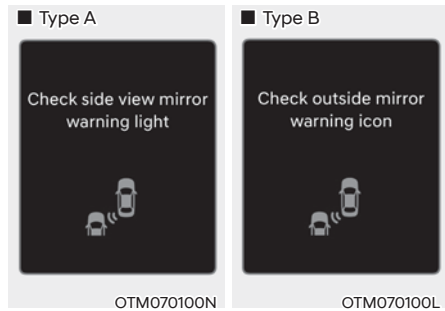 ■ Type A
Check side view mirror
warning light
OTM070100N
■ Type B
Check outside mirror
warning icon
OTM070100L